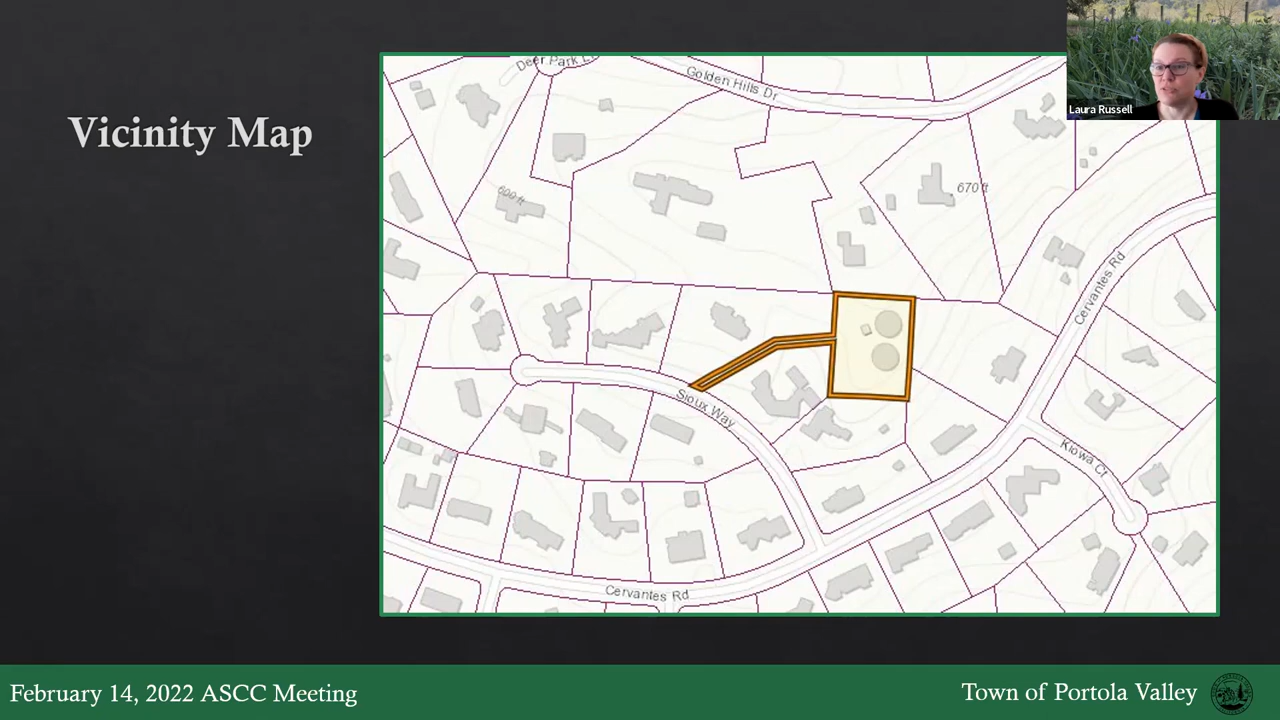 Vicinity Map
Deer Park L
Golden Hills Dr
Laura Russell
600 ft
670 ft
Cervantes Rd
Sioux Way
Kiowa Ct
Cervantes Rd
February 14, 2022 ASCC Meeting
Town of Portola Valley